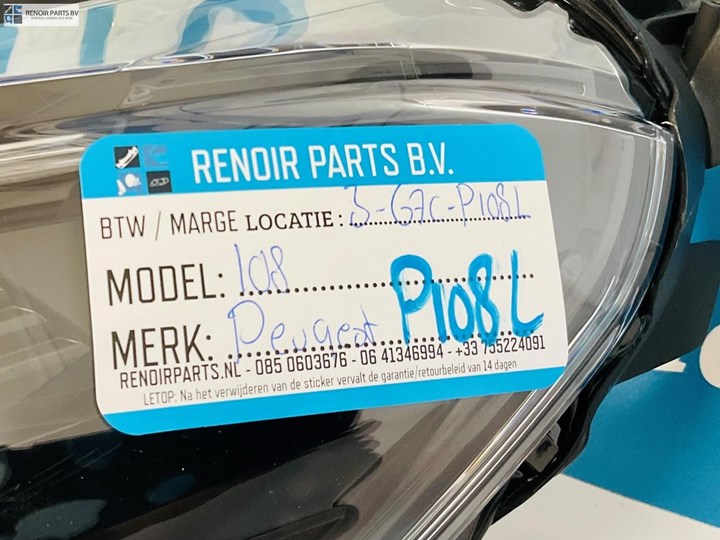 RENOIR PARTS BV
RENOIR PARTS B.V.
BTW / MARGE LOCATIE: 3-G7C-P108L
MODEL: 108
MERK: Peugeot P108L
RENOIRPARTS.NL - 085 0603676 - 06 41346994 - +33 755224091
LETOP: Na het verwijderen van de sticker vervalt de garantie/retourbeleid van 14 dagen